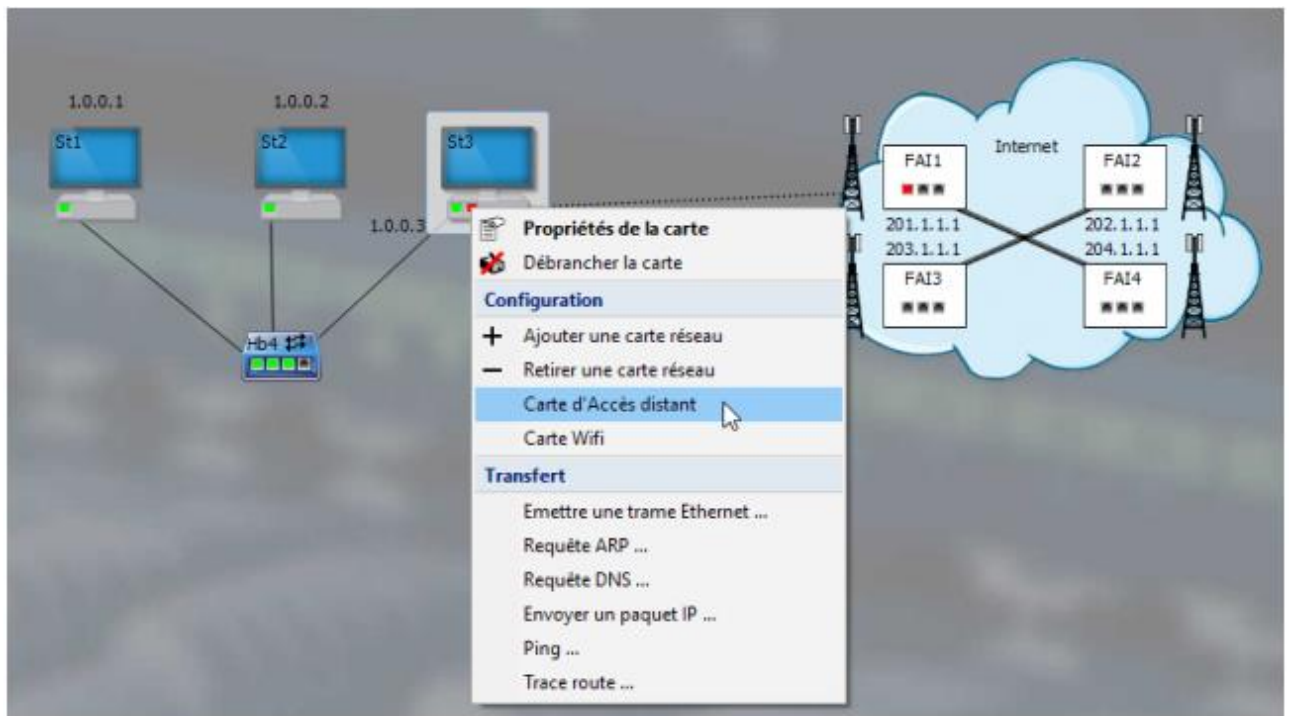 1.0.0.1
1.0.0.2
St1
St2
St3
1.0.0.3
Hb4
Internet
FAI1
FAI2
201.1.1.1
202.1.1.1
203.1.1.1
204.1.1.1
FAI3
FAI4
Propriétés de la carte
Débrancher la carte
Configuration
Ajouter une carte réseau
Retirer une carte réseau
Carte d'Accès distant
Carte Wifi
Transfert
Emettre une trame Ethernet ...
Requête ARP ...
Requête DNS ...
Envoyer un paquet IP ...
Ping ...
Trace route ...